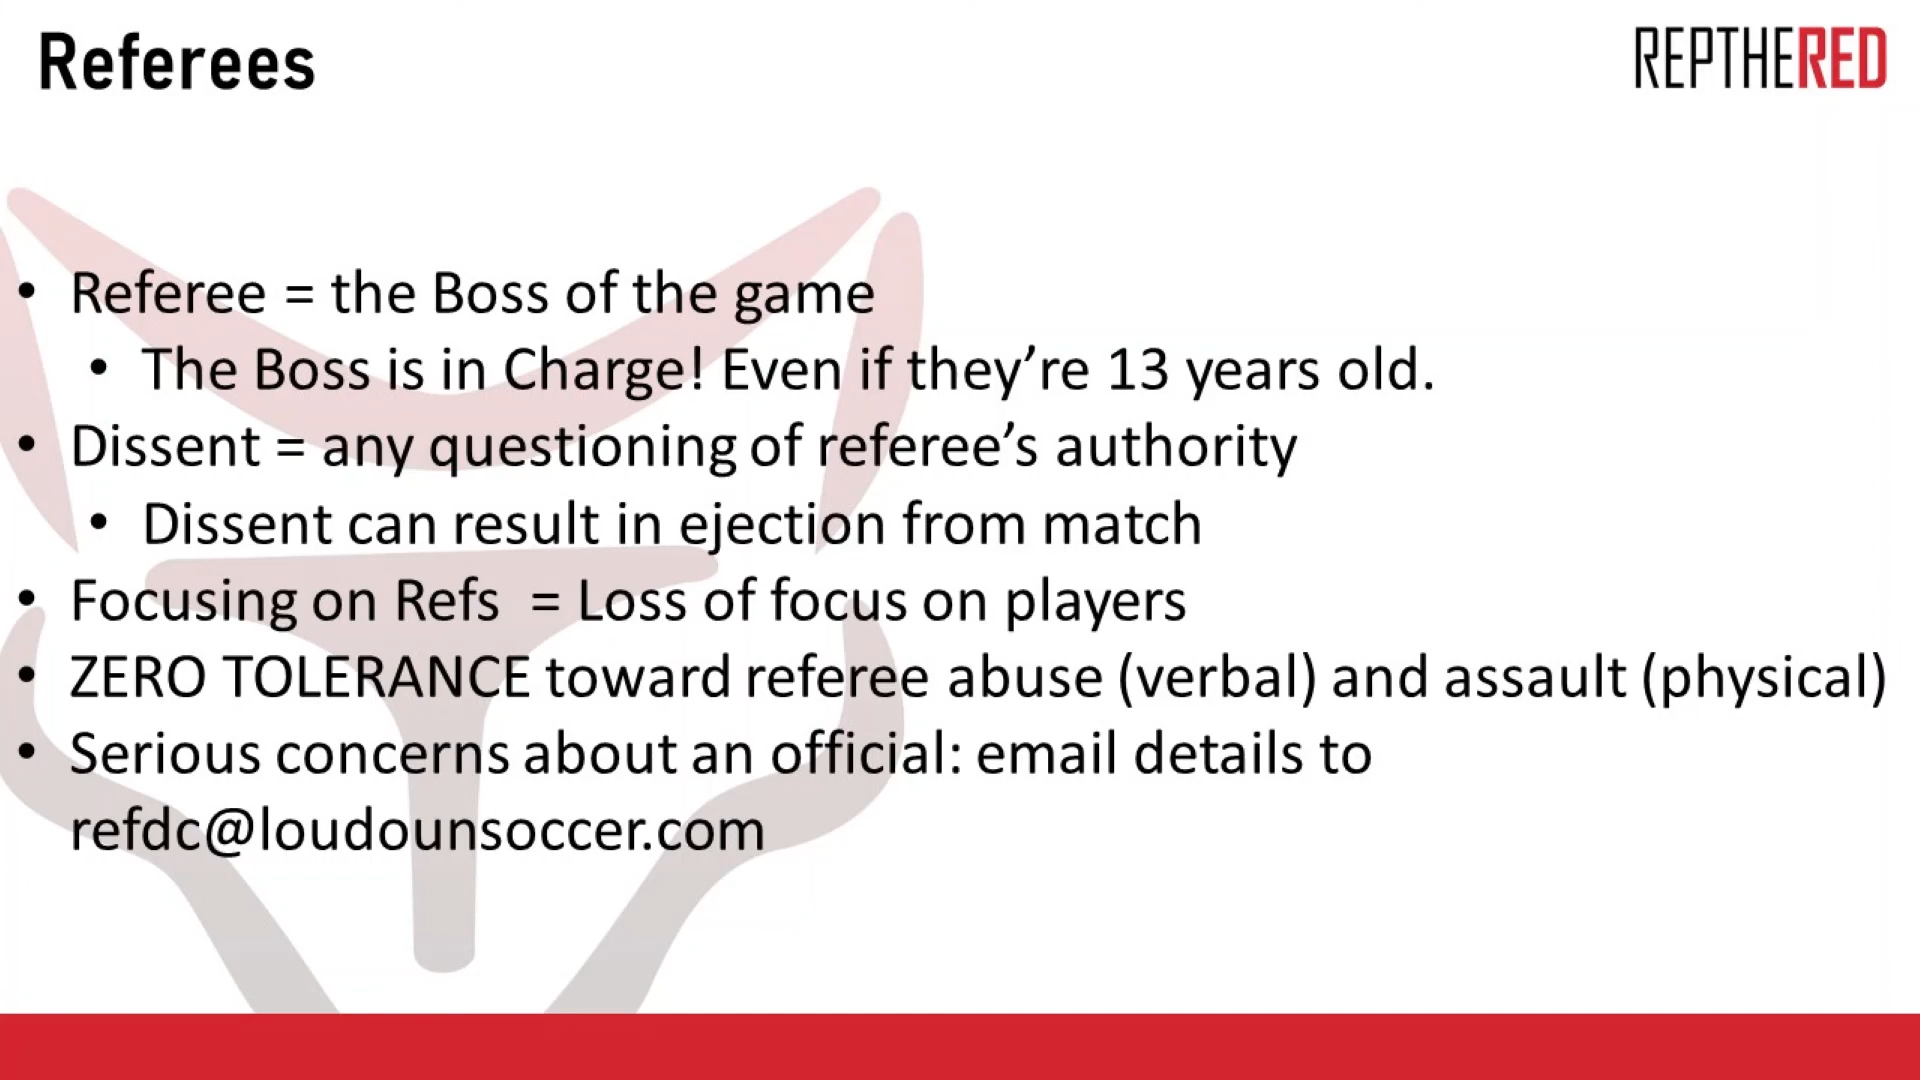 Referees
REPTHERED
• Referee = the Boss of the game
• The Boss is in Charge! Even if they’re 13 years old.
• Dissent = any questioning of referee’s authority
• Dissent can result in ejection from match
• Focusing on Refs  = Loss of focus on players
• ZERO TOLERANCE toward referee abuse (verbal) and assault (physical)
• Serious concerns about an official: email details to
refdc@loudounsoccer.com